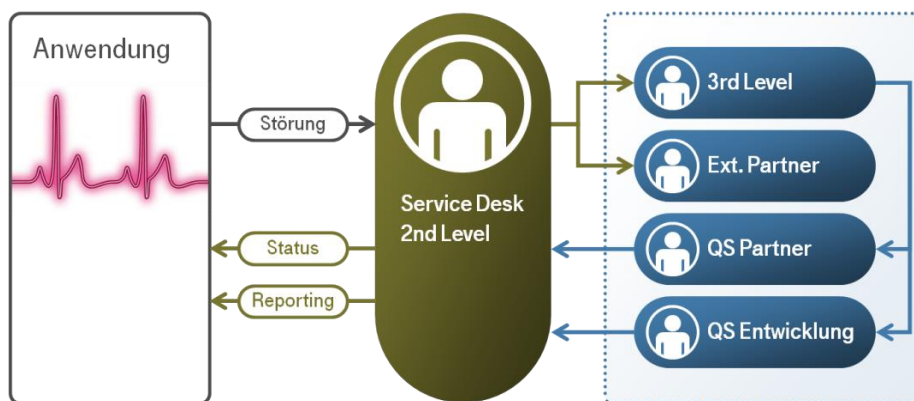 Anwendung
Störung
Status
Reporting
Service Desk
2nd Level
3rd Level
Ext. Partner
QS Partner
QS Entwicklung